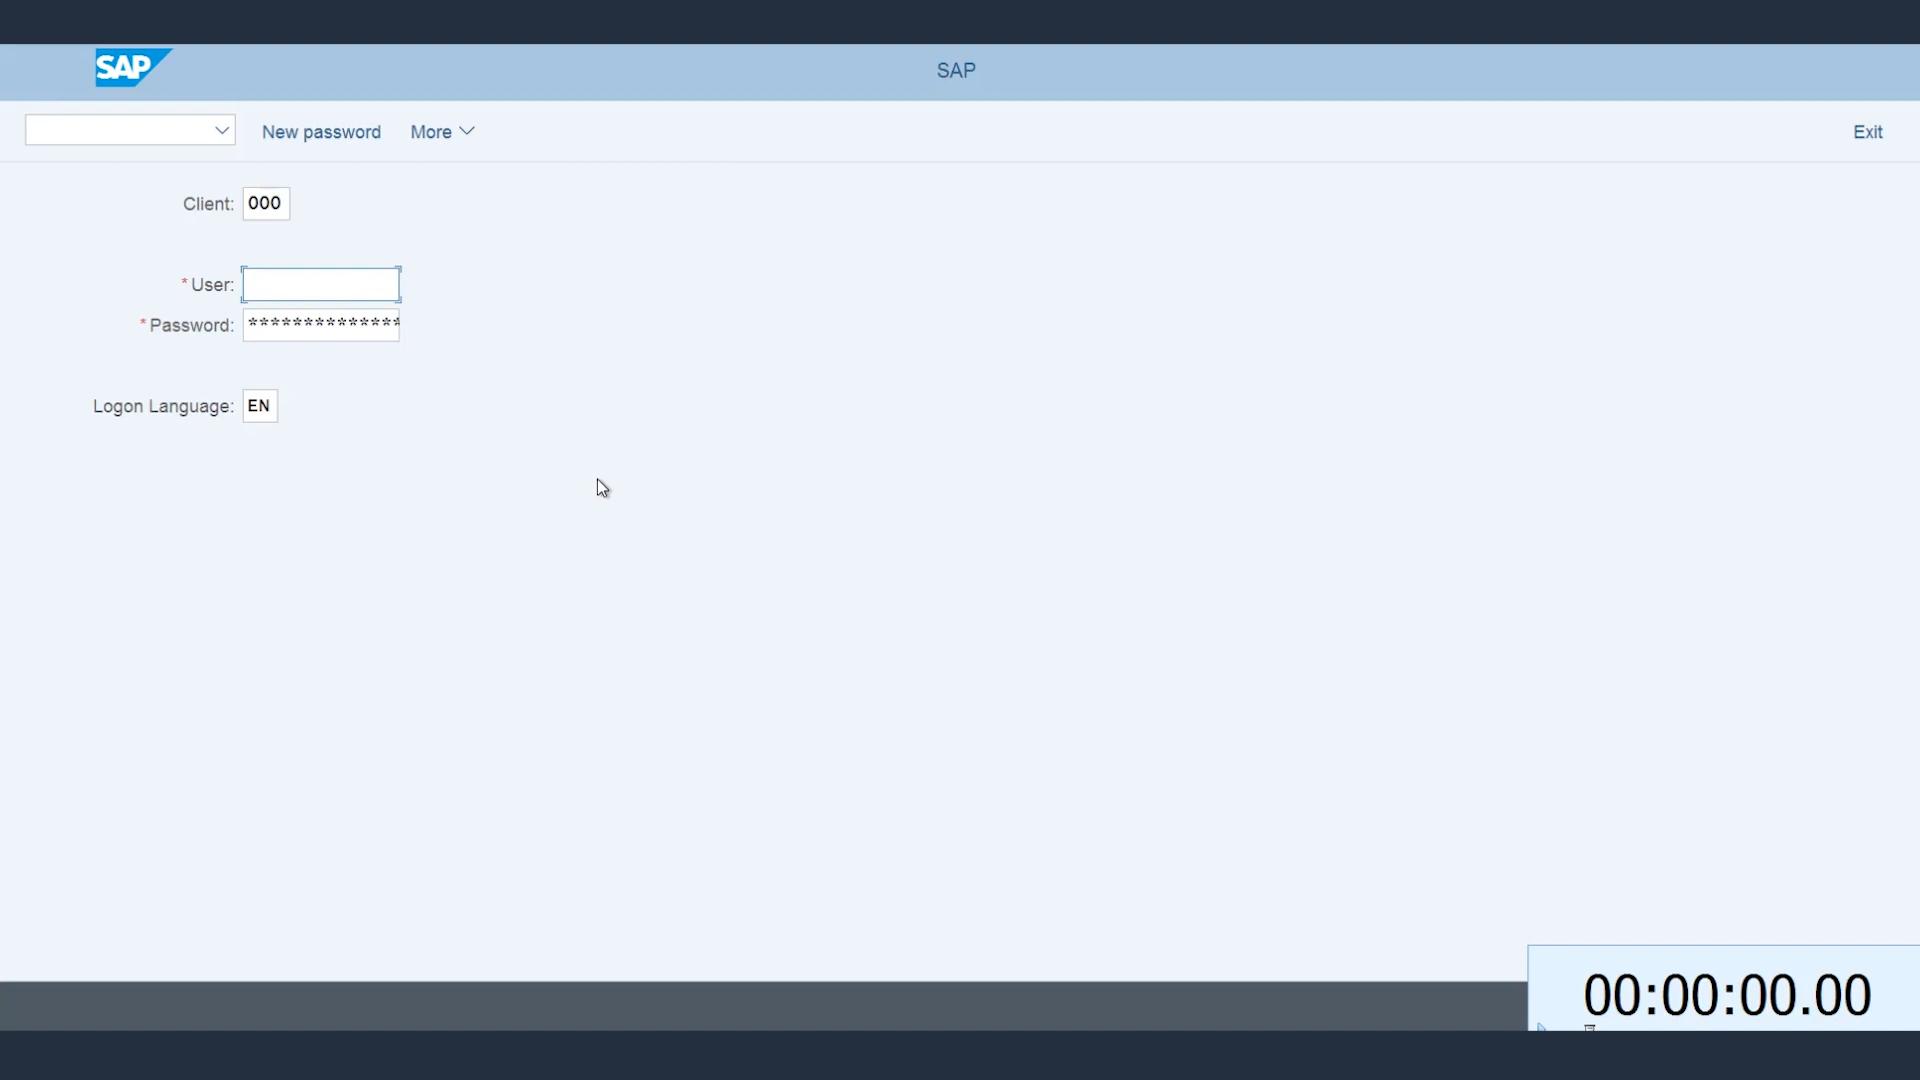 SAP
SAP
New password
More
Exit
Client: 000
* User:
* Password: **************
Logon Language: EN
00:00:00.00